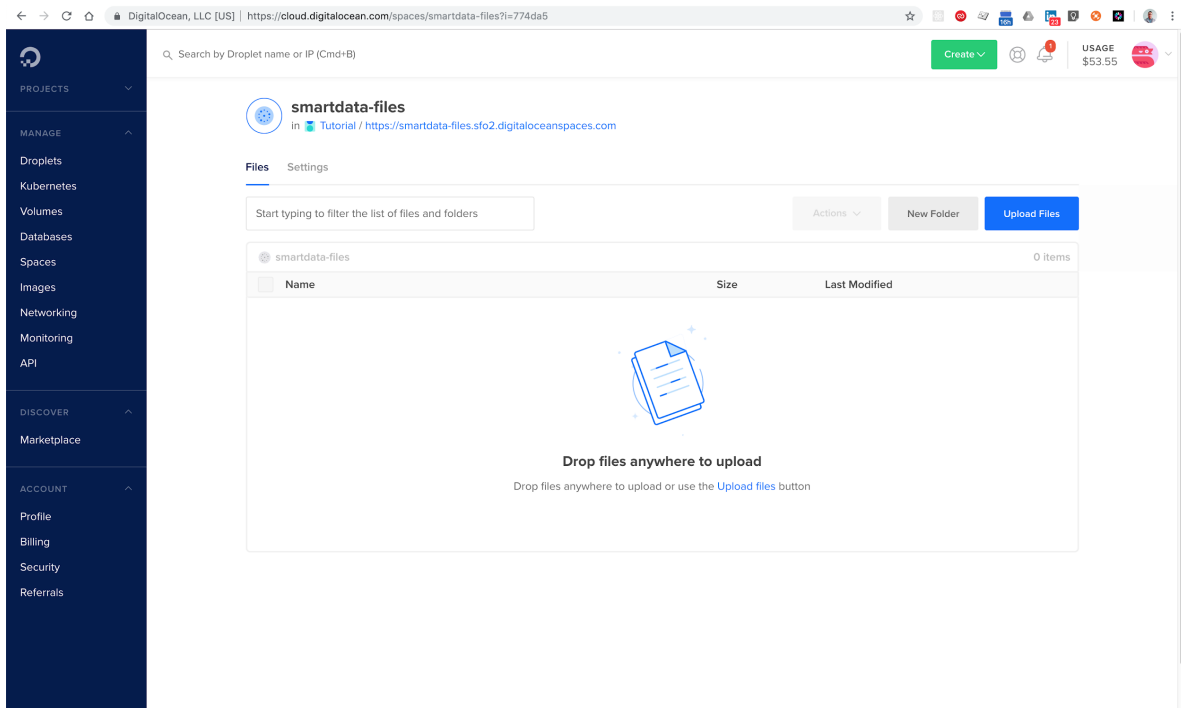 DigitalOcean, LLC [US] | https://cloud.digitalocean.com/spaces/smartdata-files?i=774da5
16h
23
Search by Droplet name or IP (Cmd+B)
Create
1
USAGE
$53.55
PROJECTS
MANAGE
Droplets
Kubernetes
Volumes
Databases
Spaces
Images
Networking
Monitoring
API
DISCOVER
Marketplace
ACCOUNT
Profile
Billing
Security
Referrals
smartdata-files
in Tutorial / https://smartdata-files.sfo2.digitaloceanspaces.com
Files Settings
Start typing to filter the list of files and folders
Actions
New Folder
Upload Files
smartdata-files 0 items
Name Size Last Modified
Drop files anywhere to upload
Drop files anywhere to upload or use the Upload files button